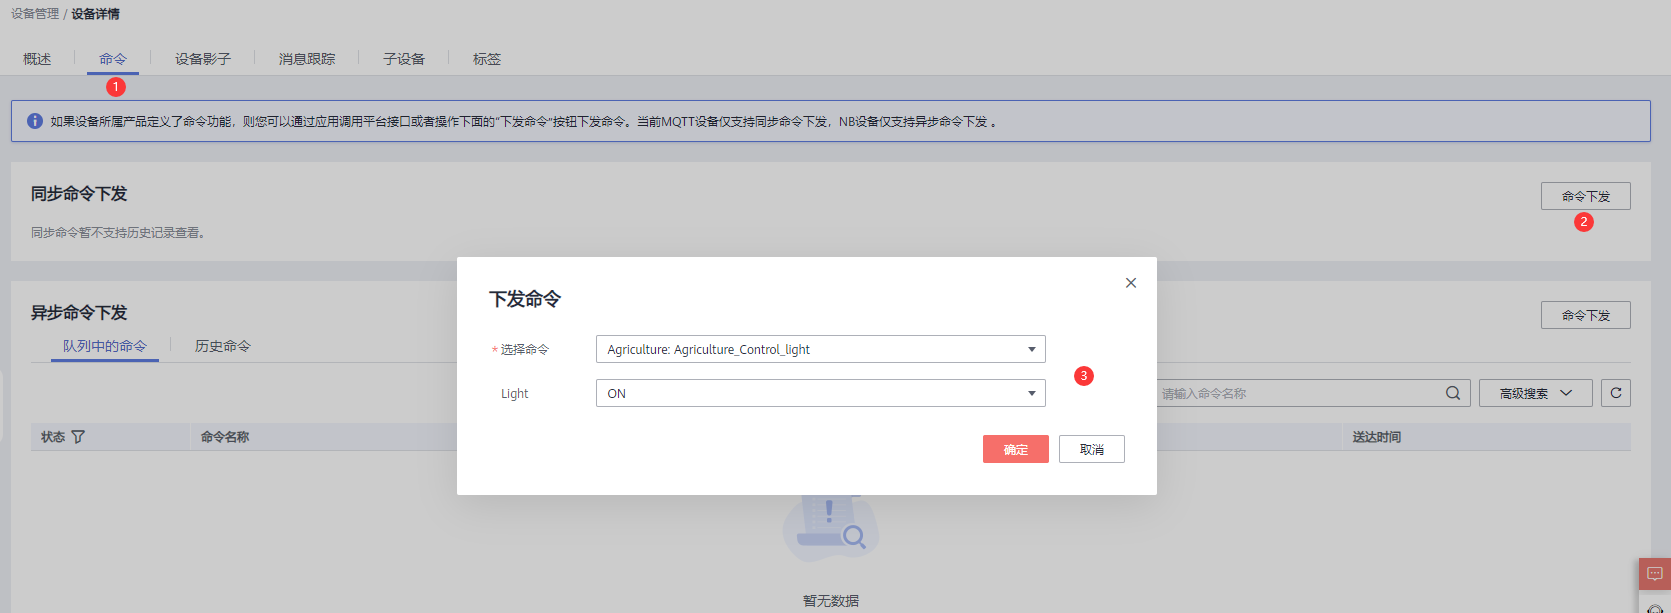 设备管理 / 设备详情
概述 命令 设备影子 消息跟踪 子设备 标签
1
如果设备所属产品定义了命令功能，则您可以通过应用调用平台接口或者操作下面的“下发命令”按钮下发命令。当前MQTT设备仅支持同步命令下发，NB设备仅支持异步命令下发 。
同步命令下发
命令下发
2
同步命令暂不支持历史记录查看。
异步命令下发
命令下发
队列中的命令 历史命令
请输入命令名称
高级搜索
状态 命令名称 送达时间
下发命令
*选择命令 Agriculture: Agriculture_Control_light
3
Light ON
确定 取消
暂无数据